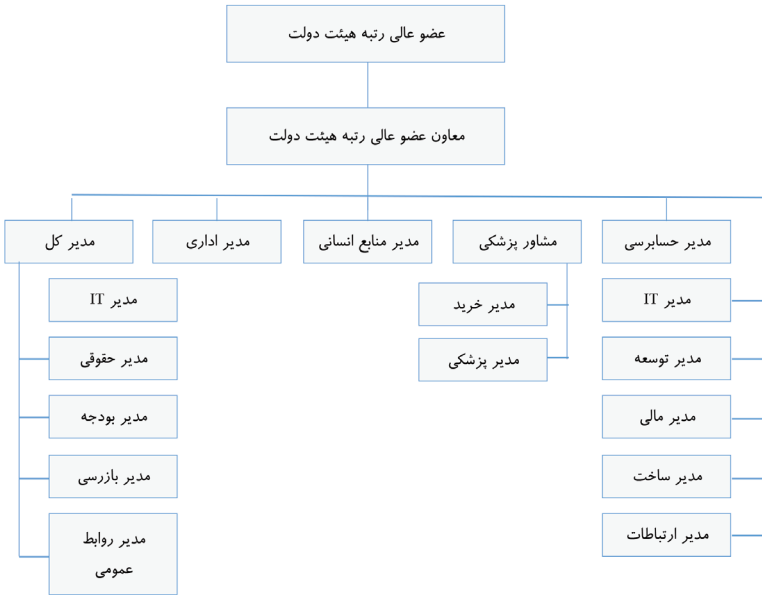 عضو عالی رتبه هیئت دولت
معاون عضو عالی رتبه هیئت دولت
مدیر حسابرسی
مشاور پزشکی
مدیر منابع انسانی
مدیر اداری
مدیر کل
مدیر IT
مدیر خرید
مدیر IT
مدیر توسعه
مدیر پزشکی
مدیر حقوقی
مدیر مالی
مدیر بودجه
مدیر ساخت
مدیر بازرسی
مدیر ارتباطات
مدیر روابط
عمومی